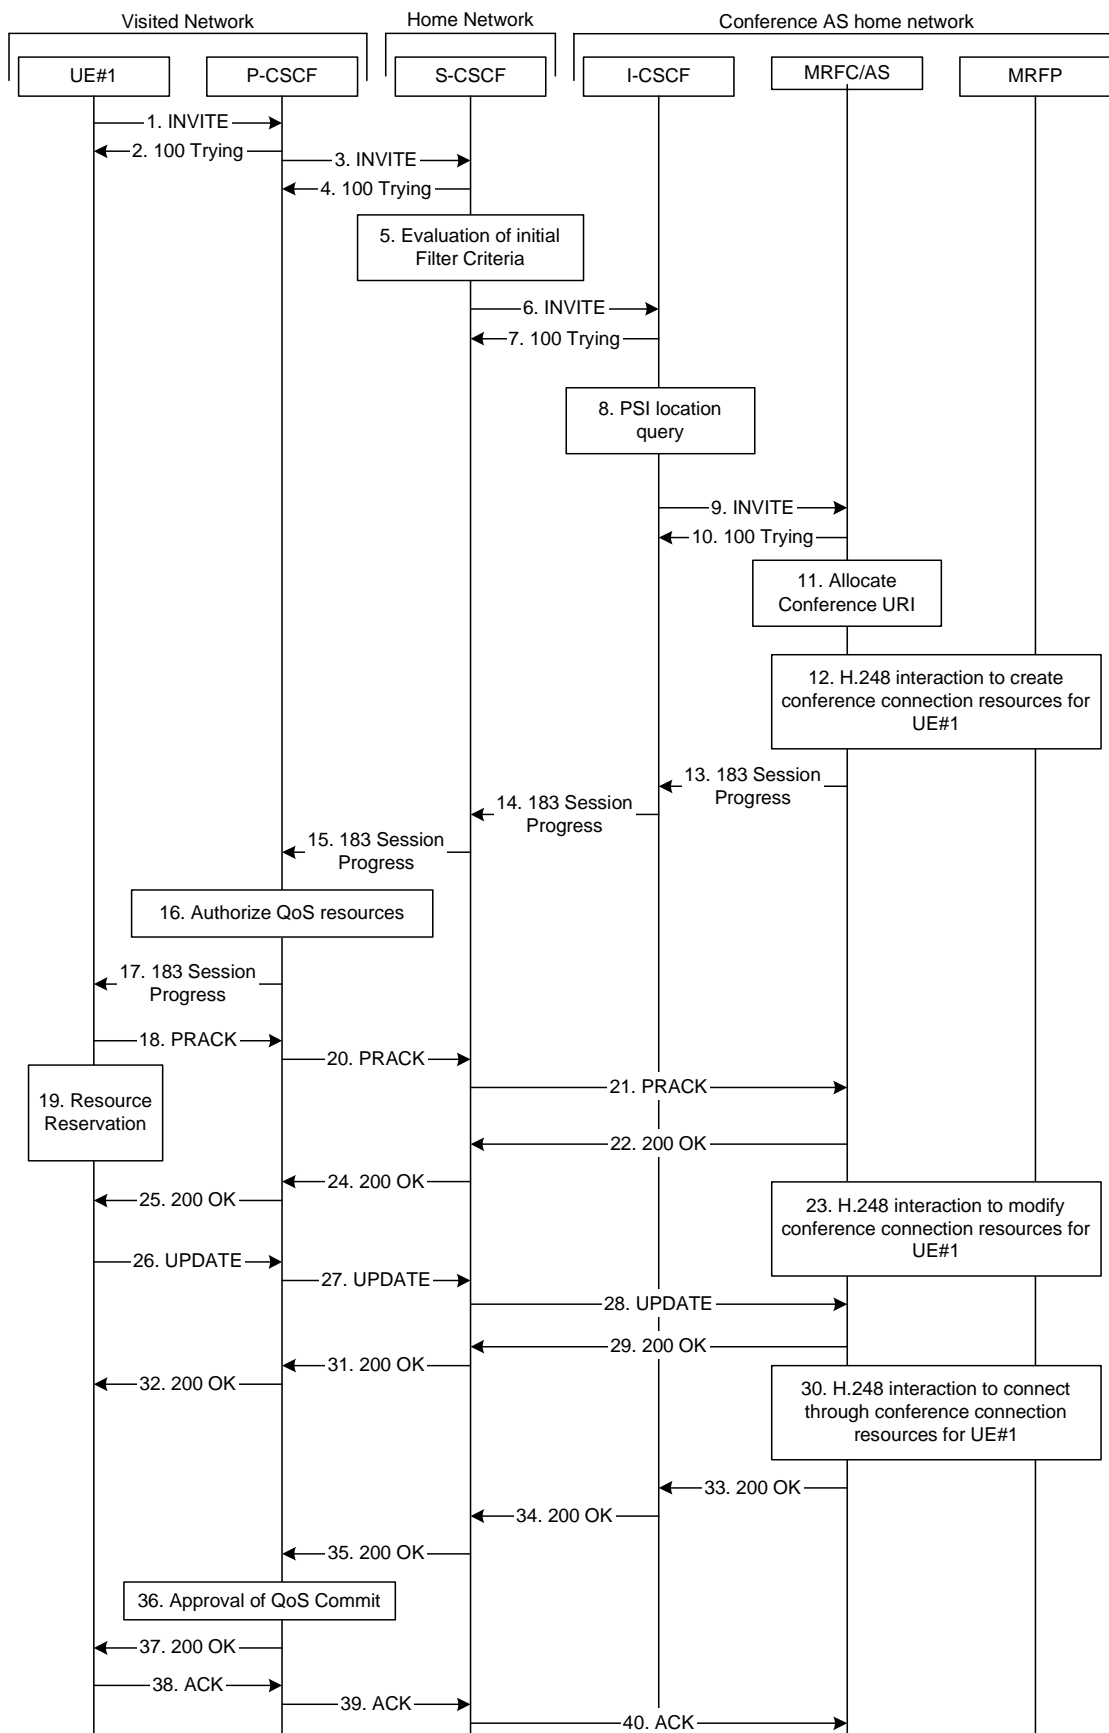 Visited Network
Home Network
Conference AS home network
UE#1
P-CSCF
S-CSCF
I-CSCF
MRFC/AS
MRFP
1. INVITE
2. 100 Trying
3. INVITE
4. 100 Trying
5. Evaluation of initial
Filter Criteria
6. INVITE
7. 100 Trying
8. PSI location
query
9. INVITE
10. 100 Trying
11. Allocate
Conference URI
12. H.248 interaction to create
conference connection resources for
UE#1
13. 183 Session
Progress
14. 183 Session
Progress
15. 183 Session
Progress
16. Authorize QoS resources
17. 183 Session
Progress
18. PRACK
20. PRACK
19. Resource
Reservation
21. PRACK
22. 200 OK
24. 200 OK
25. 200 OK
23. H.248 interaction to modify
conference connection resources for
UE#1
26. UPDATE
27. UPDATE
28. UPDATE
29. 200 OK
31. 200 OK
32. 200 OK
30. H.248 interaction to connect
through conference connection
resources for UE#1
33. 200 OK
34. 200 OK
35. 200 OK
36. Approval of QoS Commit
37. 200 OK
38. ACK
39. ACK
40. ACK